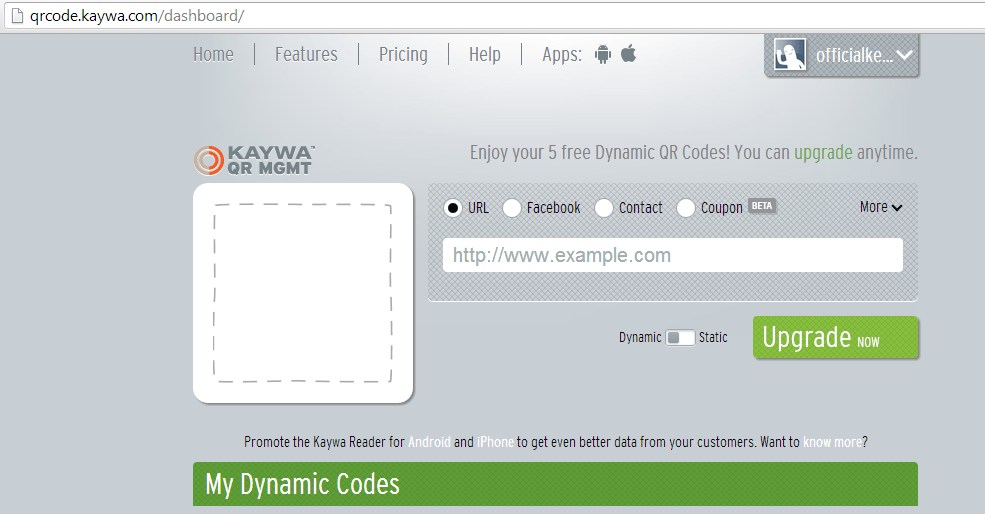 qrcode.kaywa.com/dashboard/
Home Features Pricing Help Apps: officialke...
KAYWA™
QR MGMT
Enjoy your 5 free Dynamic QR Codes! You can upgrade anytime.
URL Facebook Contact Coupon BETA More
http://www.example.com
Dynamic Static
Upgrade NOW
Promote the Kaywa Reader for Android and iPhone to get even better data from your customers. Want to know more?
My Dynamic Codes